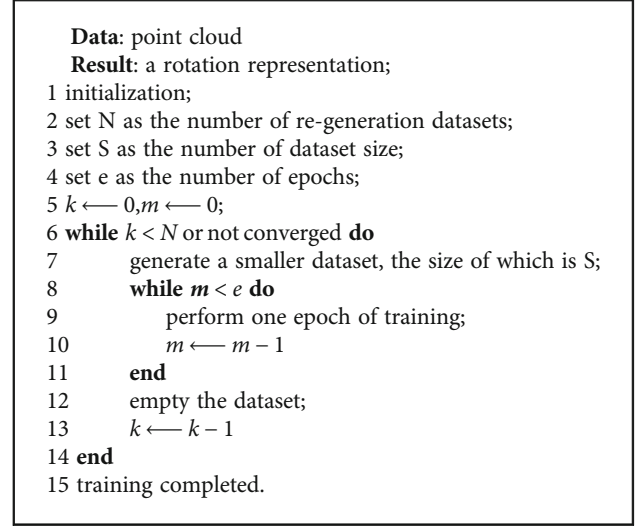 Data: point cloud
Result: a rotation representation;
1 initialization;
2 set N as the number of re-generation datasets;
3 set S as the number of dataset size;
4 set e as the number of epochs;
5 k ⟵ 0,m ⟵ 0;
6 while k < N or not converged do
7 generate a smaller dataset, the size of which is S;
8 while m < e do
9 perform one epoch of training;
10 m ⟵ m − 1
11 end
12 empty the dataset;
13 k ⟵ k − 1
14 end
15 training completed.